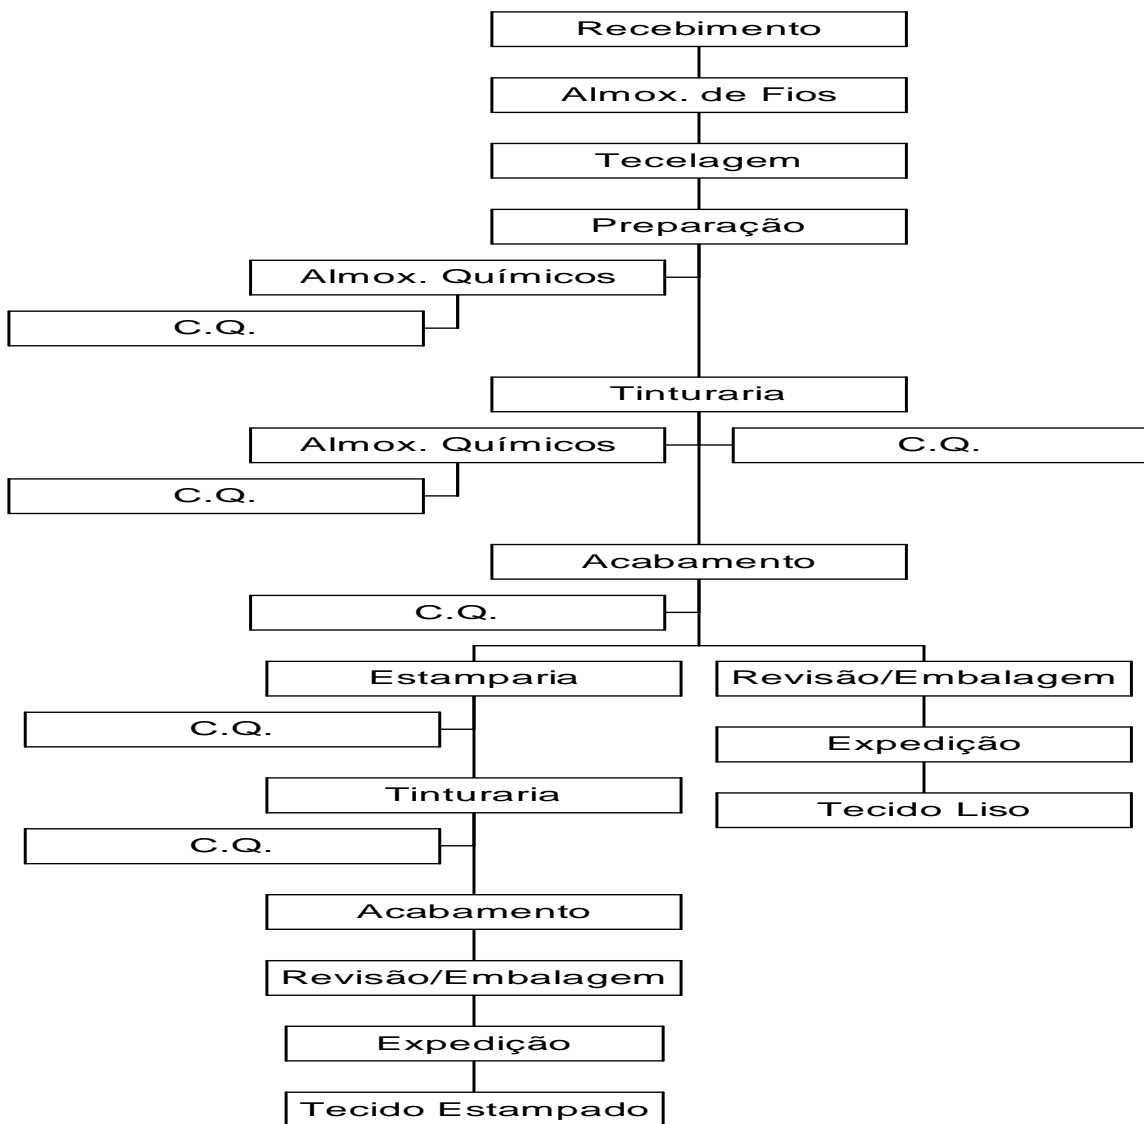 Recebimento
Almox. de Fios
Tecelagem
Preparação
Almox. Químicos
C.Q.
Tinturaria
Almox. Químicos
C.Q.
C.Q.
Acabamento
C.Q.
Estamparia
Revisão/Embalagem
C.Q.
Expedição
Tinturaria
Tecido Liso
C.Q.
Acabamento
Revisão/Embalagem
Expedição
Tecido Estampado